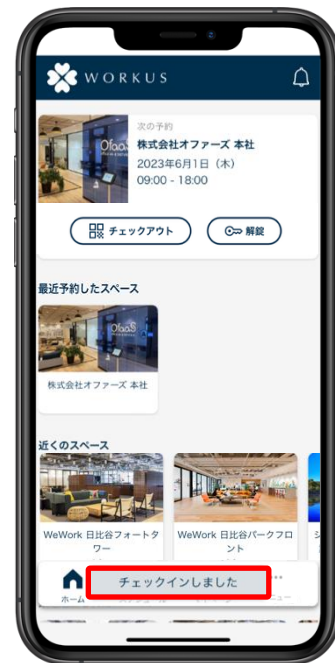 WORKUS
次の予約
株式会社オファーズ 本社
2023年6月1日（木）
09:00 - 18:00
チェックアウト
解錠
最近予約したスペース
株式会社オファーズ 本社
近くのスペース
WeWork 日比谷フォートタワー
WeWork 日比谷パークフロント
チェックインしました
ホーム